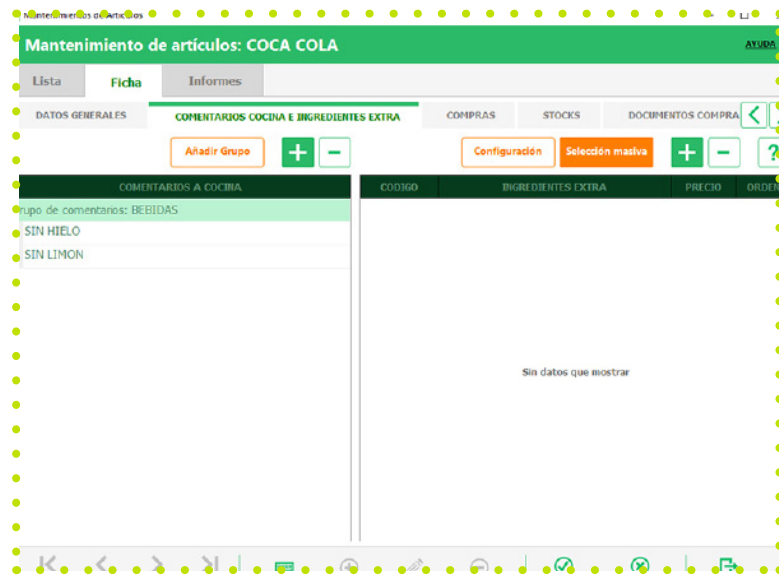 Mantenimientos de Artículos
Mantenimiento de artículos: COCA COLA
AYUDA
Lista Ficha Informes
DATOS GENERALES COMENTARIOS COCINA E INGREDIENTES EXTRA COMPRAS STOCKS DOCUMENTOS COMPRA
Añadir Grupo + − Configuración Selección masiva + − ?
COMENTARIOS A COCINA CODIGO INGREDIENTES EXTRA PRECIO ORDEN
rupo de comentarios: BEBIDAS
SIN HIELO
SIN LIMON
Sin datos que mostrar